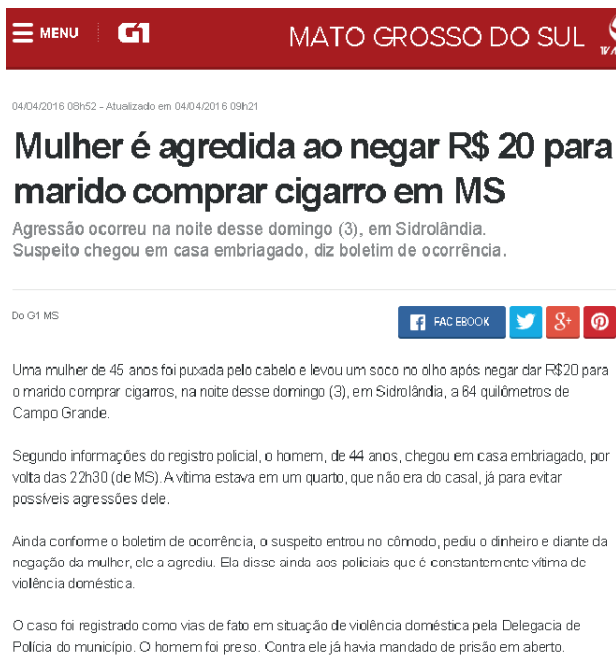 MENU G1 MATO GROSSO DO SUL
04/04/2016 08h52 - Atualizado em 04/04/2016 09h21
Mulher é agredida ao negar R$ 20 para
marido comprar cigarro em MS
Agressão ocorreu na noite desse domingo (3), em Sidrolândia.
Suspeito chegou em casa embriagado, diz boletim de ocorrência.
Do G1 MS FACEBOOK
Uma mulher de 45 anos foi puxada pelo cabelo e levou um soco no olho após negar dar R$20 para
o marido comprar cigarros, na noite desse domingo (3), em Sidrolândia, a 64 quilômetros de
Campo Grande.
Segundo informações do registro policial, o homem, de 44 anos, chegou em casa embriagado, por
volta das 22h30 (de MS). A vítima estava em um quarto, que não era do casal, já para evitar
possíveis agressões dele.
Ainda conforme o boletim de ocorrência, o suspeito entrou no cômodo, pediu o dinheiro e diante da
negação da mulher, ele a agrediu. Ela disse ainda aos policiais que é constantemente vítima de
violência doméstica.
O caso foi registrado como vias de fato em situação de violência doméstica pela Delegacia de
Polícia do município. O homem foi preso. Contra ele já havia mandado de prisão em aberto.